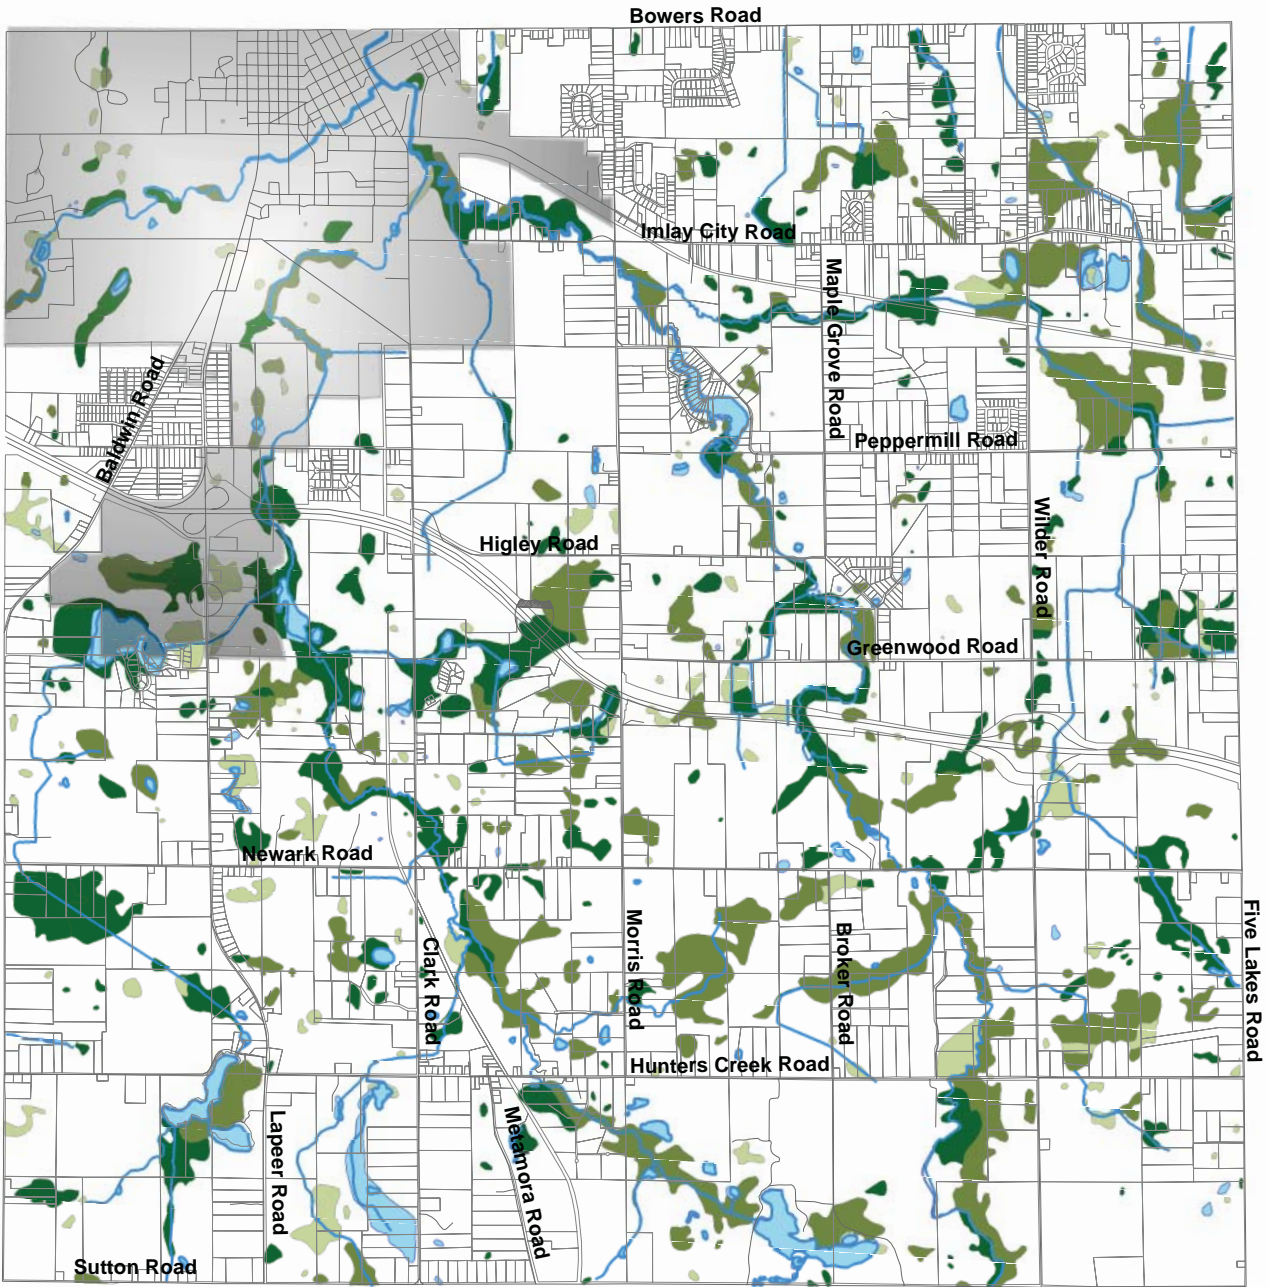 Bowers Road
Imlay City Road
Maple Grove Road
Baldwin Road
Peppermill Road
Wilder Road
Higley Road
Greenwood Road
Newark Road
Five Lakes Road
Clark Road
Morris Road
Broker Road
Hunters Creek Road
Lapeer Road
Metamora Road
Sutton Road